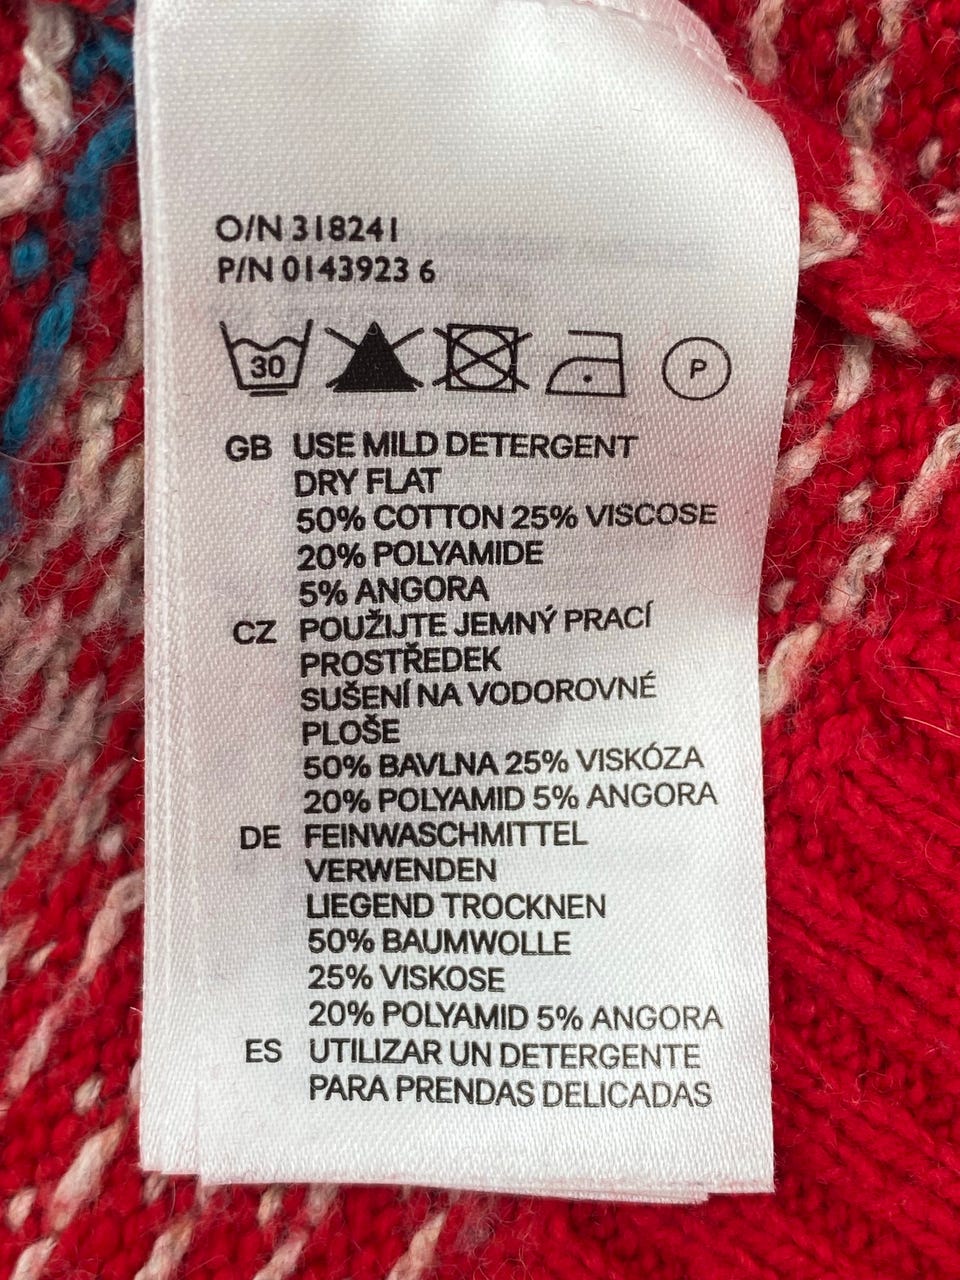 O/N 318241
P/N 0143923 6
30
P
GB USE MILD DETERGENT
DRY FLAT
50% COTTON 25% VISCOSE
20% POLYAMIDE
5% ANGORA
CZ POUŽIJTE JEMNÝ PRACÍ
PROSTŘEDEK
SUŠENÍ NA VODOROVNÉ
PLOŠE
50% BAVLNA 25% VISKÓZA
20% POLYAMID 5% ANGORA
DE FEINWASCHMITTEL
VERWENDEN
LIEGEND TROCKNEN
50% BAUMWOLLE
25% VISKOSE
20% POLYAMID 5% ANGORA
ES UTILIZAR UN DETERGENTE
PARA PRENDAS DELICADAS